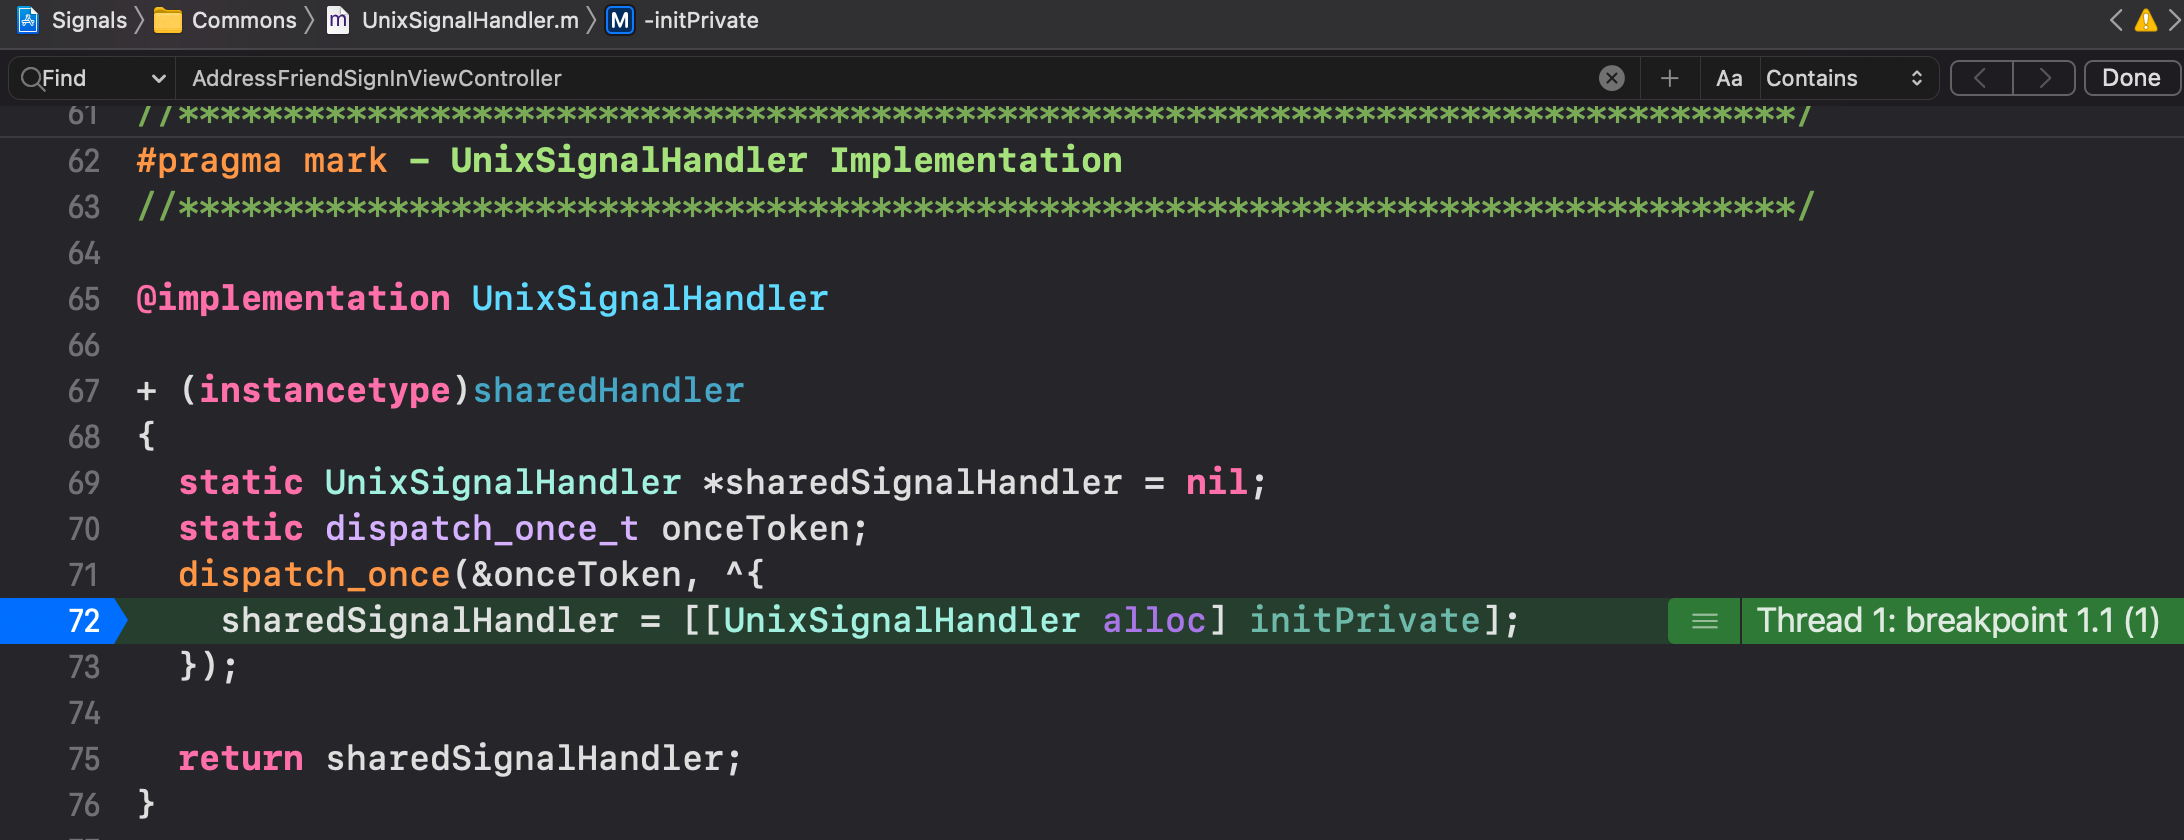 Signals Commons UnixSignalHandler.m M -initPrivate
Find AddressFriendSignInViewController Aa Contains Done
61 //*****************************************************************************/
62 #pragma mark - UnixSignalHandler Implementation
63 //*****************************************************************************/
64
65 @implementation UnixSignalHandler
66
67 + (instancetype)sharedHandler
68 {
69   static UnixSignalHandler *sharedSignalHandler = nil;
70   static dispatch_once_t onceToken;
71   dispatch_once(&onceToken, ^{
72     sharedSignalHandler = [[UnixSignalHandler alloc] initPrivate]; Thread 1: breakpoint 1.1 (1)
73   });
74
75   return sharedSignalHandler;
76 }